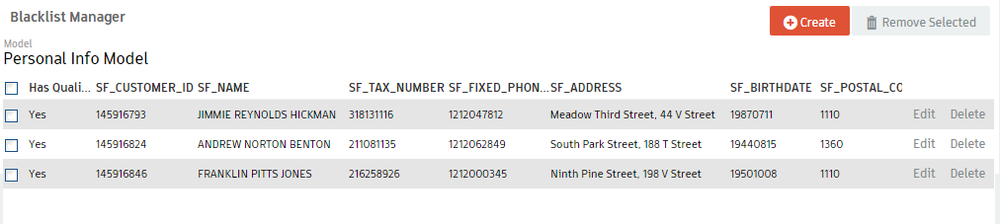 Blacklist Manager
Create
Remove Selected
Model
Personal Info Model
Has Quali... SF_CUSTOMER_ID SF_NAME SF_TAX_NUMBER SF_FIXED_PHON... SF_ADDRESS SF_BIRTHDATE SF_POSTAL_CO
Yes 145916793 JIMMIE REYNOLDS HICKMAN 318131116 1212047812 Meadow Third Street, 44 V Street 19870711 1110 Edit Delete
Yes 145916824 ANDREW NORTON BENTON 211081135 1212062849 South Park Street, 188 T Street 19440815 1360 Edit Delete
Yes 145916846 FRANKLIN PITTS JONES 216258926 1212000345 Ninth Pine Street, 198 V Street 19501008 1110 Edit Delete